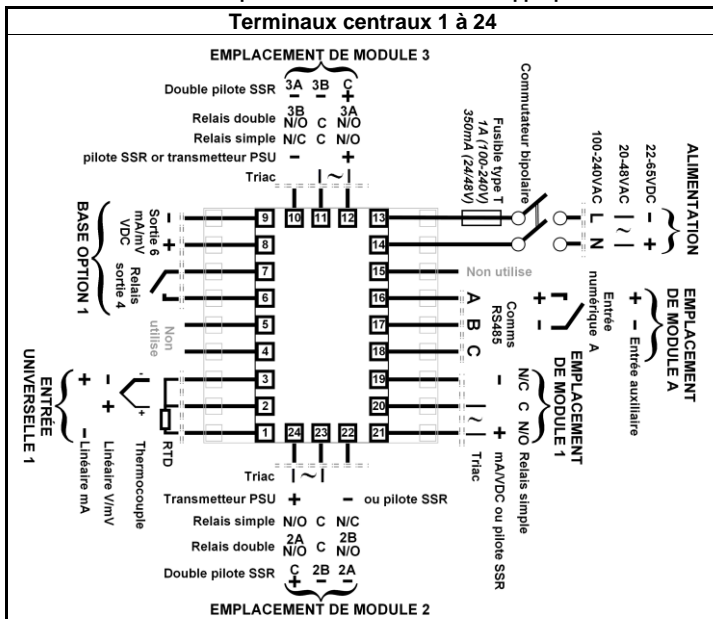 Terminaux centraux 1 à 24
EMPLACEMENT DE MODULE 3
Double pilote SSR 3A 3B C
− − +
Relais double 3B N/O C 3A N/O
Relais simple N/C C N/O
pilote SSR or transmetteur PSU − +
Triac | ~ |
Commutateur bipolaire
Fusible type T
1A (100-240V)
350mA (24/48V)
100-240VAC L N
20-48VAC | ~ |
22-65VDC − +
ALIMENTATION
9 10 11 12 13
8 14
7 15 Non utilise
6 16 A
5 17 B
4 18 C
3 19
2 20
1 24 23 22 21
BASE OPTION 1
Sortie 6
mA/mV
VDC
− +
Relais
sortie 4
Non
utilise
Comms
RS485
Entrée
numérique A
+ −
+ − Entrée auxiliaire
EMPLACEMENT
DE MODULE A
ENTRÉE
UNIVERSELLE 1
+ − Linéaire mA
− + Linéaire V/mV
- + Thermocouple
RTD
EMPLACEMENT
DE MODULE 1
N/C C N/O Relais simple
− + mA/VDC ou pilote SSR
| ~ | Triac
Triac | ~ |
Transmetteur PSU + − ou pilote SSR
Relais simple N/O C N/C
Relais double 2A N/O C 2B N/O
Double pilote SSR C 2B 2A
+ − −
EMPLACEMENT DE MODULE 2